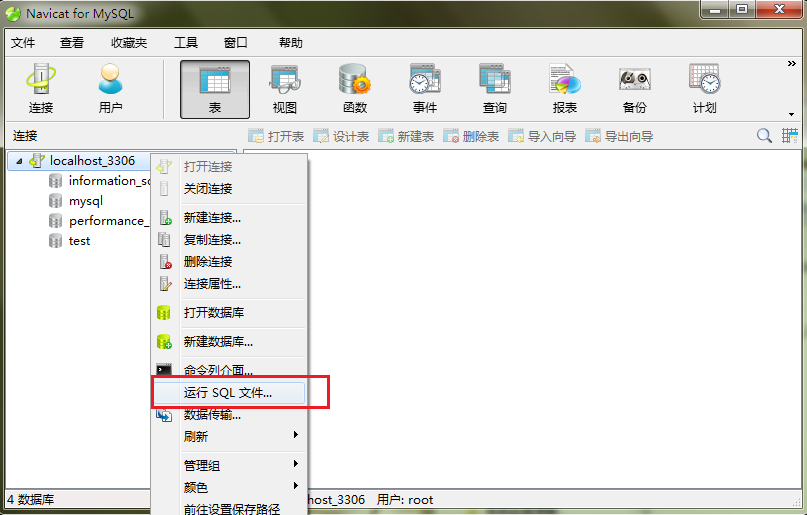 Navicat for MySQL
文件 查看 收藏夹 工具 窗口 帮助
连接 用户 表 视图 函数 事件 查询 报表 备份 计划
连接 打开表 设计表 新建表 删除表 导入向导 导出向导
localhost_3306
information_sc
mysql
performance_
test
打开连接
关闭连接
新建连接...
复制连接...
删除连接
连接属性...
打开数据库
新建数据库...
命令列介面...
运行 SQL 文件...
数据传输...
刷新
管理组
颜色
前往设置保存路径
4 数据库 host_3306 用户: root